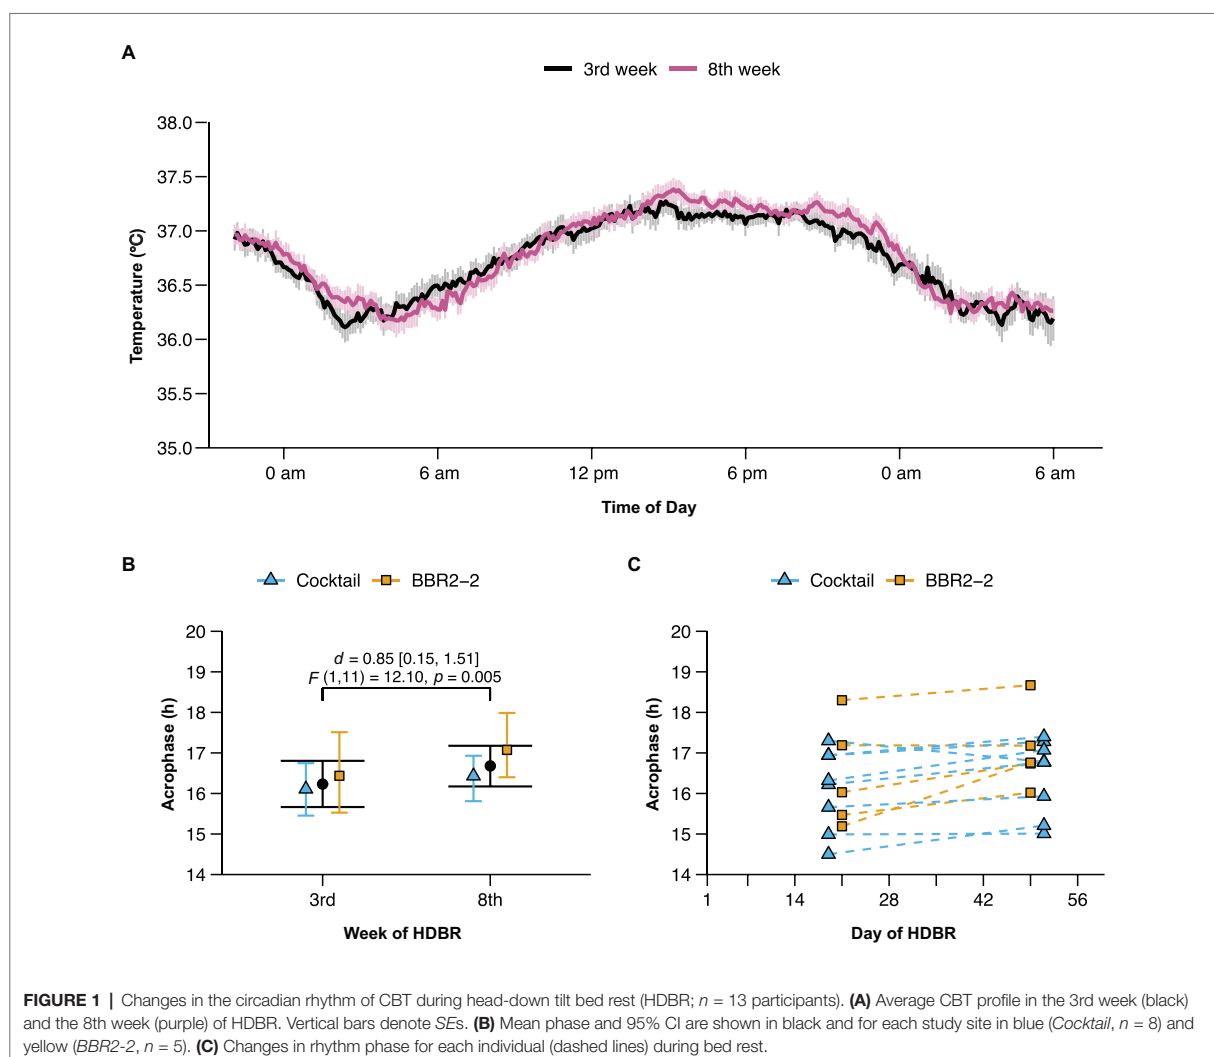 A
3rd week 8th week
38.0
37.5
37.0
36.5
36.0
35.5
35.0
Temperature (°C)
0 am 6 am 12 pm 6 pm 0 am 6 am
Time of Day
B
Cocktail BBR2−2
20
19
18
17
16
15
14
Acrophase (h)
d = 0.85 [0.15, 1.51]
F (1,11) = 12.10, p = 0.005
3rd 8th
Week of HDBR
C
Cocktail BBR2−2
20
19
18
17
16
15
14
Acrophase (h)
1 14 28 42 56
Day of HDBR
FIGURE 1 | Changes in the circadian rhythm of CBT during head-down tilt bed rest (HDBR; n = 13 participants). (A) Average CBT profile in the 3rd week (black)
and the 8th week (purple) of HDBR. Vertical bars denote SEs. (B) Mean phase and 95% CI are shown in black and for each study site in blue (Cocktail, n = 8) and
yellow (BBR2-2, n = 5). (C) Changes in rhythm phase for each individual (dashed lines) during bed rest.